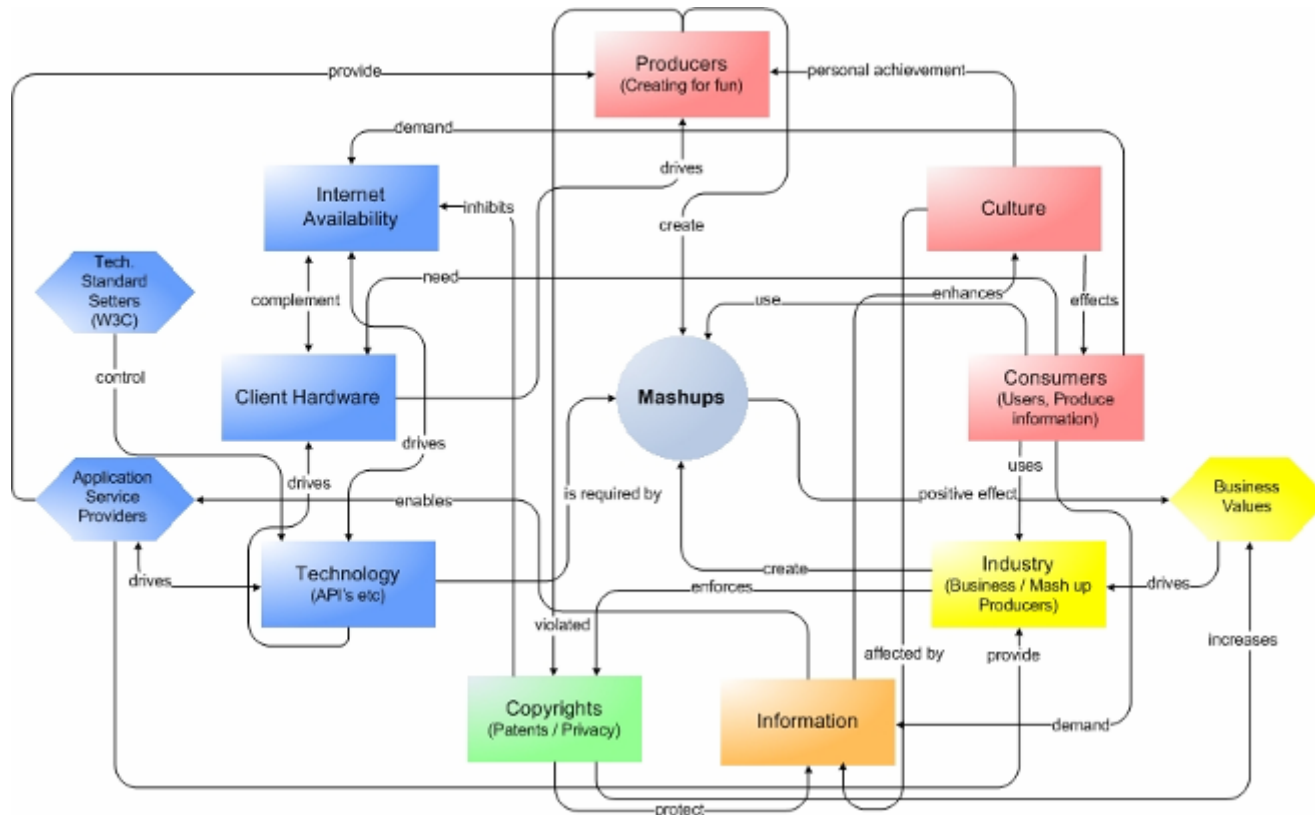 Producers
(Creating for fun)
provide
personal achievement
demand
drives
Internet
Availability
inhibits
create
Culture
Tech.
Standard
Setters
(W3C)
complement
need
use
enhances
effects
control
Client Hardware
Mashups
Consumers
(Users, Produce
information)
drives
uses
Application
Service
Providers
drives
enables
is required by
positive effect
Business
Values
drives
Technology
(API's etc)
create
Industry
(Business / Mash up
Producers)
drives
enforces
violated
affected by
provide
increases
Copyrights
(Patents / Privacy)
Information
demand
protect